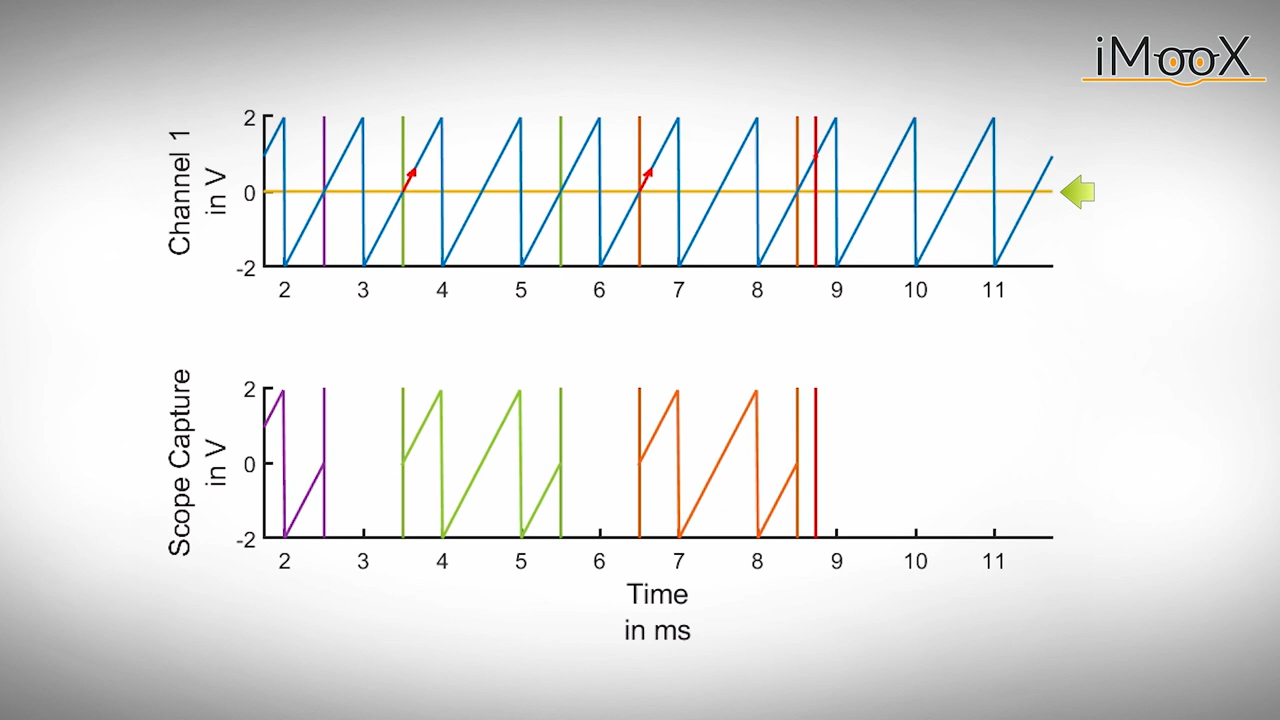 iMooX
Channel 1
in V
2
0
-2
2 3 4 5 6 7 8 9 10 11
Scope Capture
in V
2
0
-2
2 3 4 5 6 7 8 9 10 11
Time
in ms